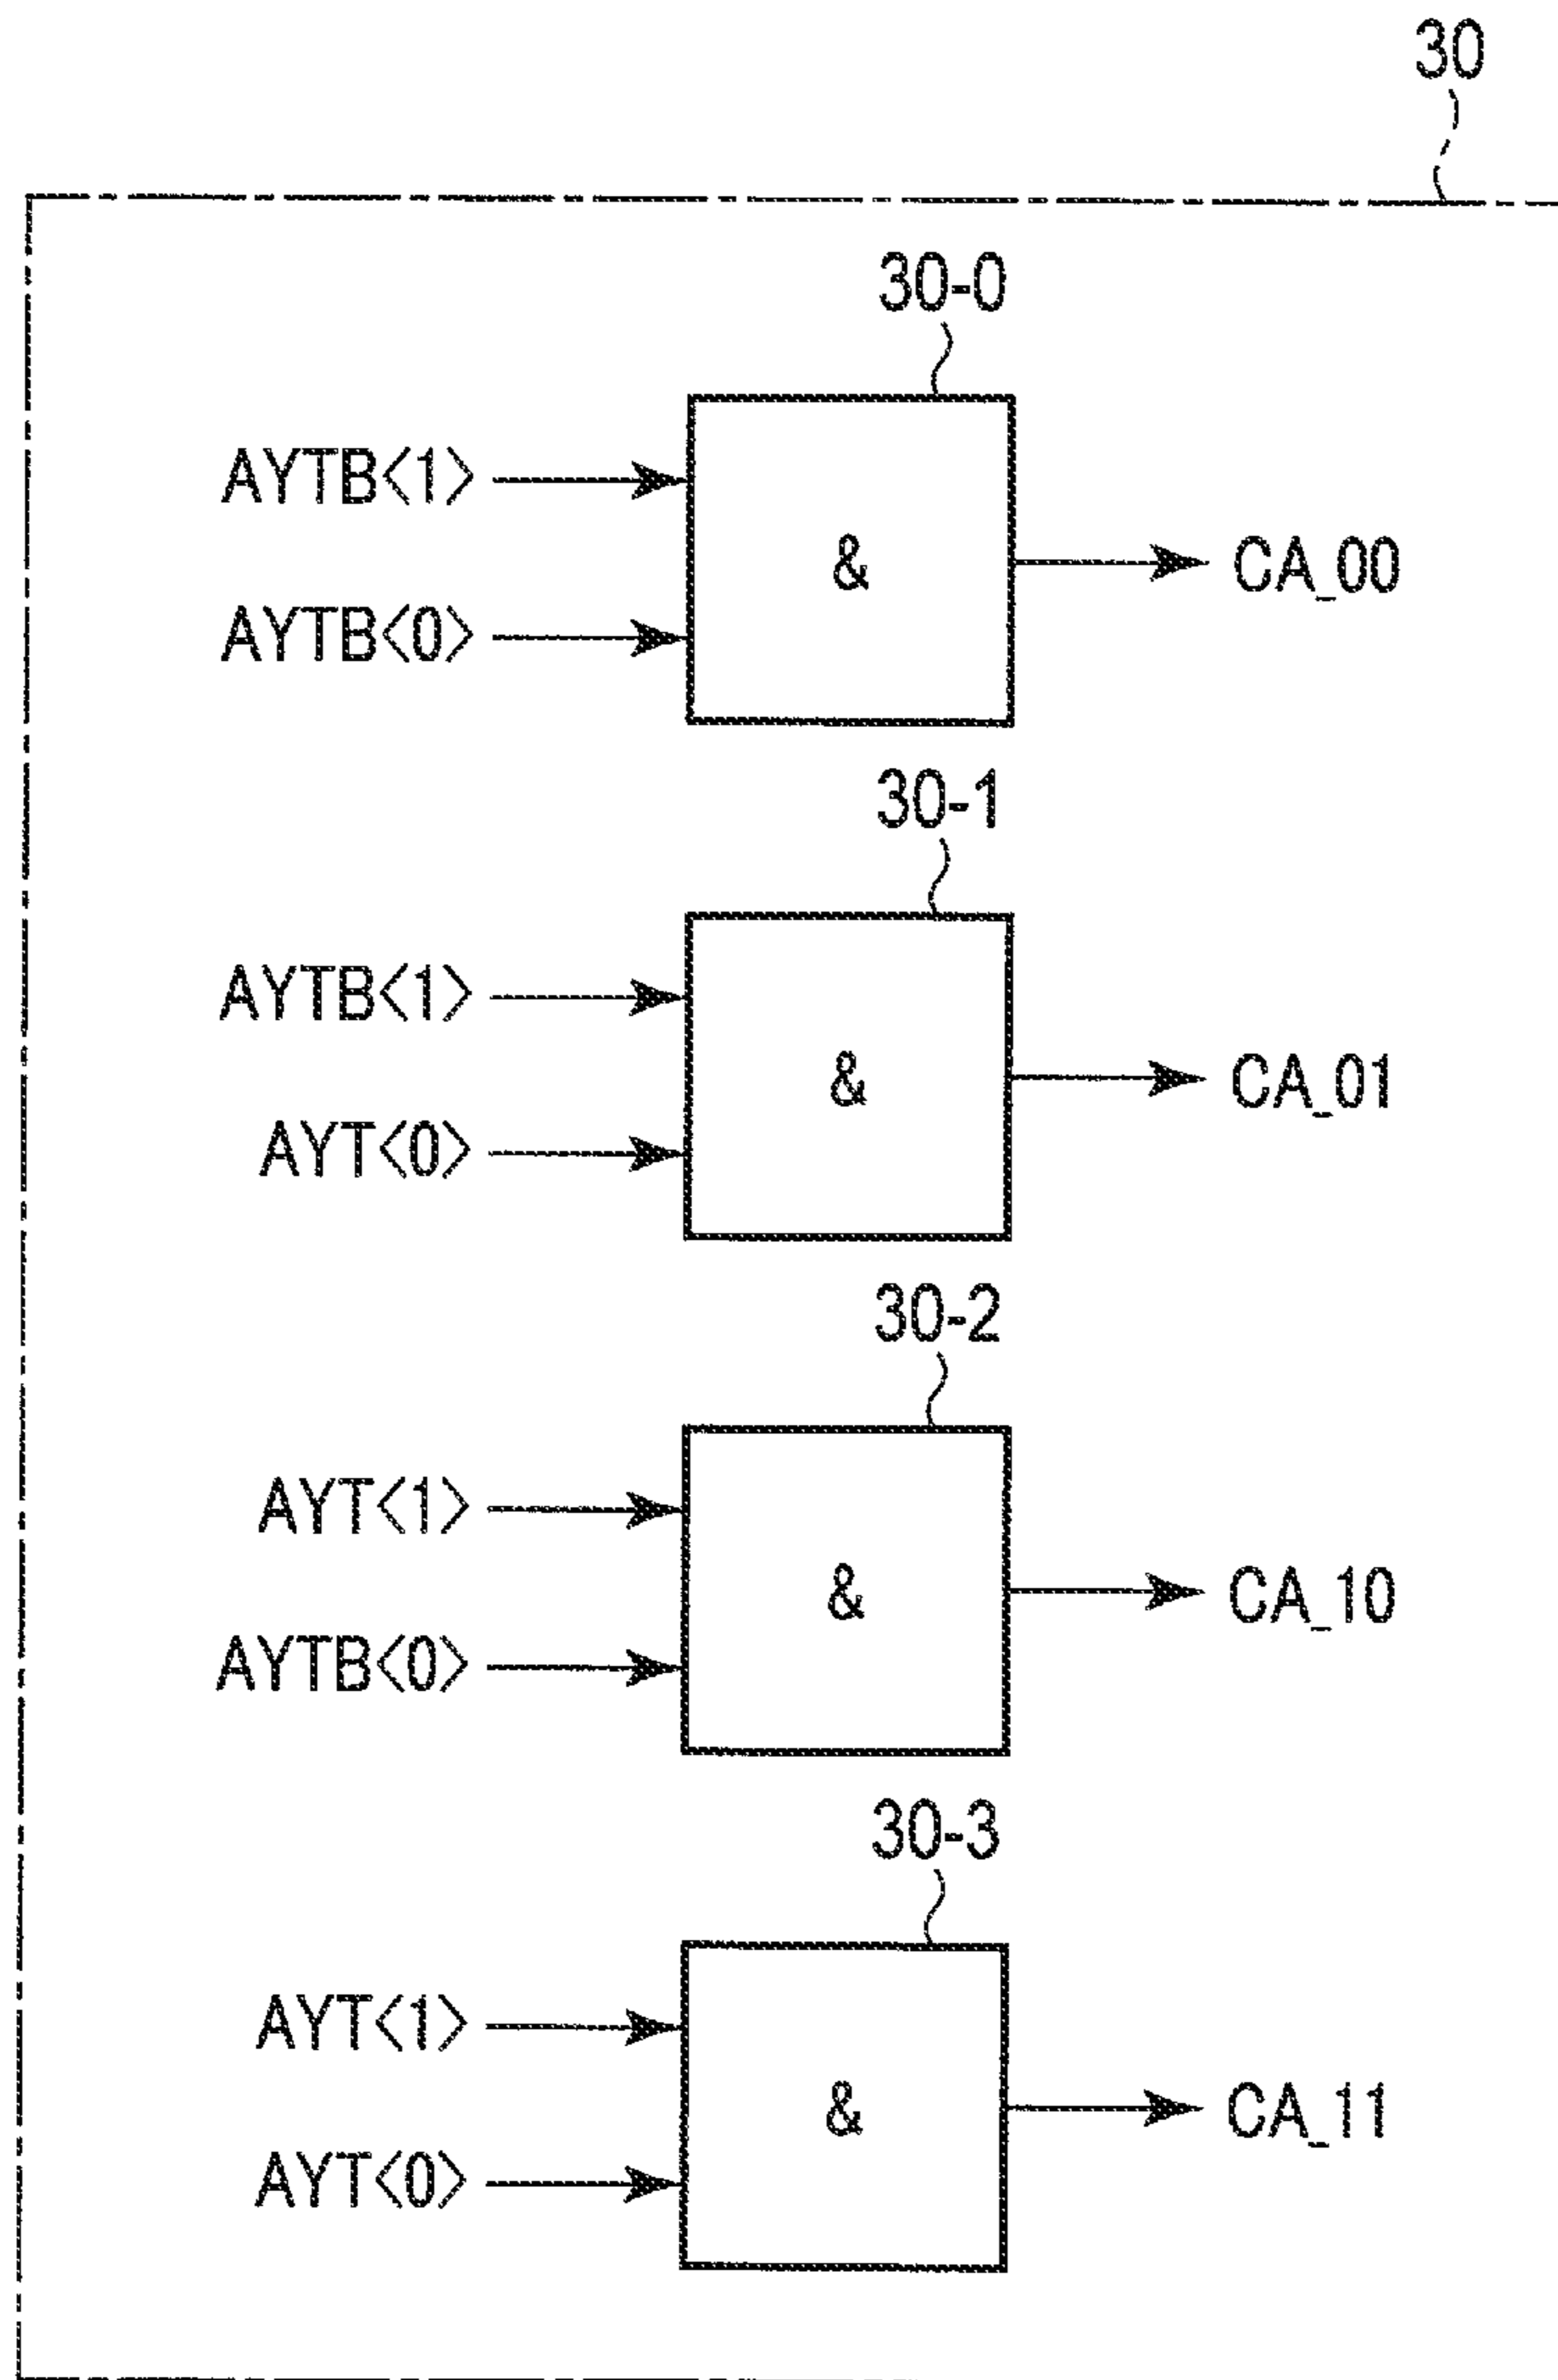 30
30-0
AYTB<1>
&
CA_00
AYTB<0>
30-1
AYTB<1>
&
CA_01
AYT<0>
30-2
AYT<1>
&
CA_10
AYTB<0>
30-3
AYT<1>
&
CA_11
AYT<0>